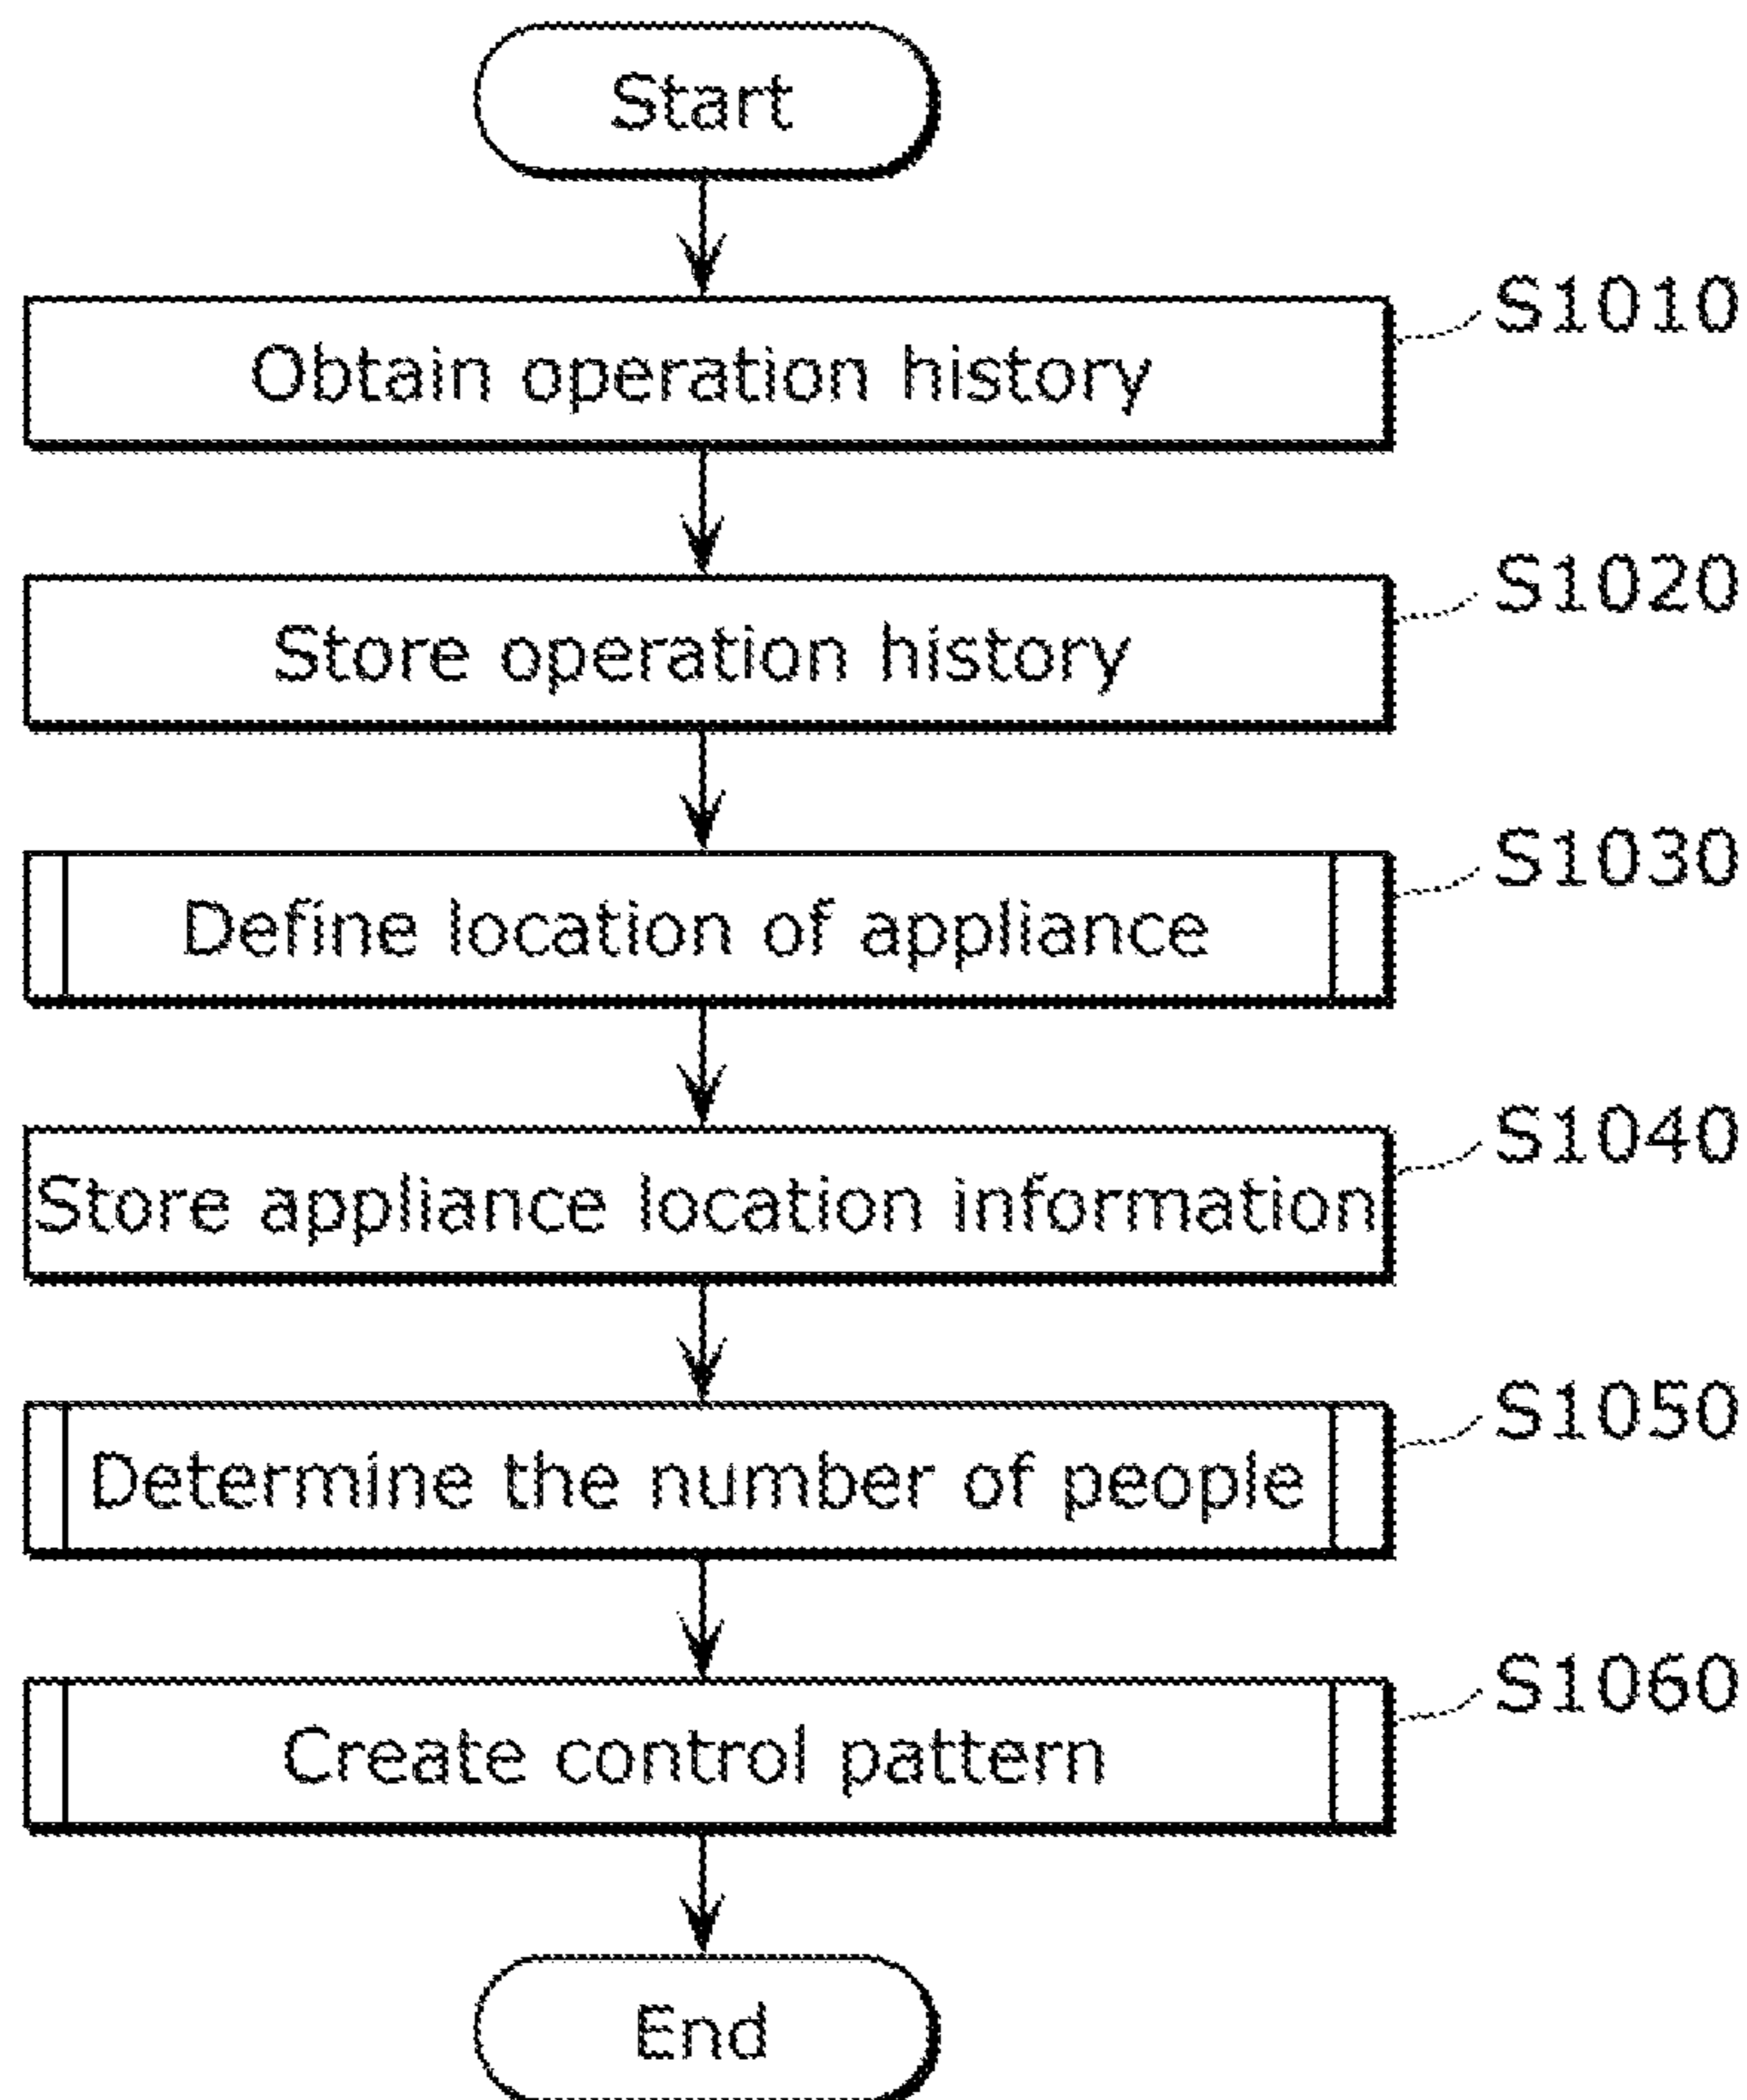 Start
Obtain operation history
S1010
Store operation history
S1020
Define location of appliance
S1030
Store appliance location information
S1040
Determine the number of people
S1050
Create control pattern
S1060
End